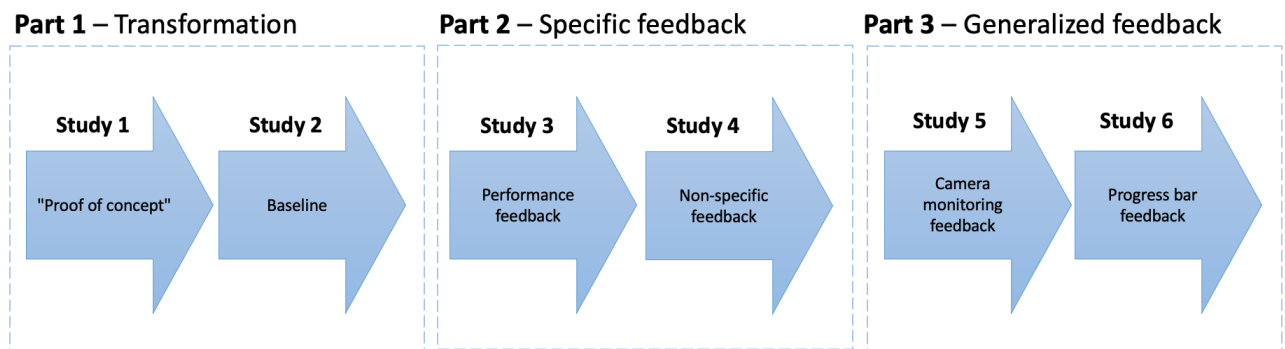 Part 1 – Transformation
Study 1
"Proof of concept"
Study 2
Baseline
Part 2 – Specific feedback
Study 3
Performance
feedback
Study 4
Non-specific
feedback
Part 3 – Generalized feedback
Study 5
Camera
monitoring
feedback
Study 6
Progress bar
feedback